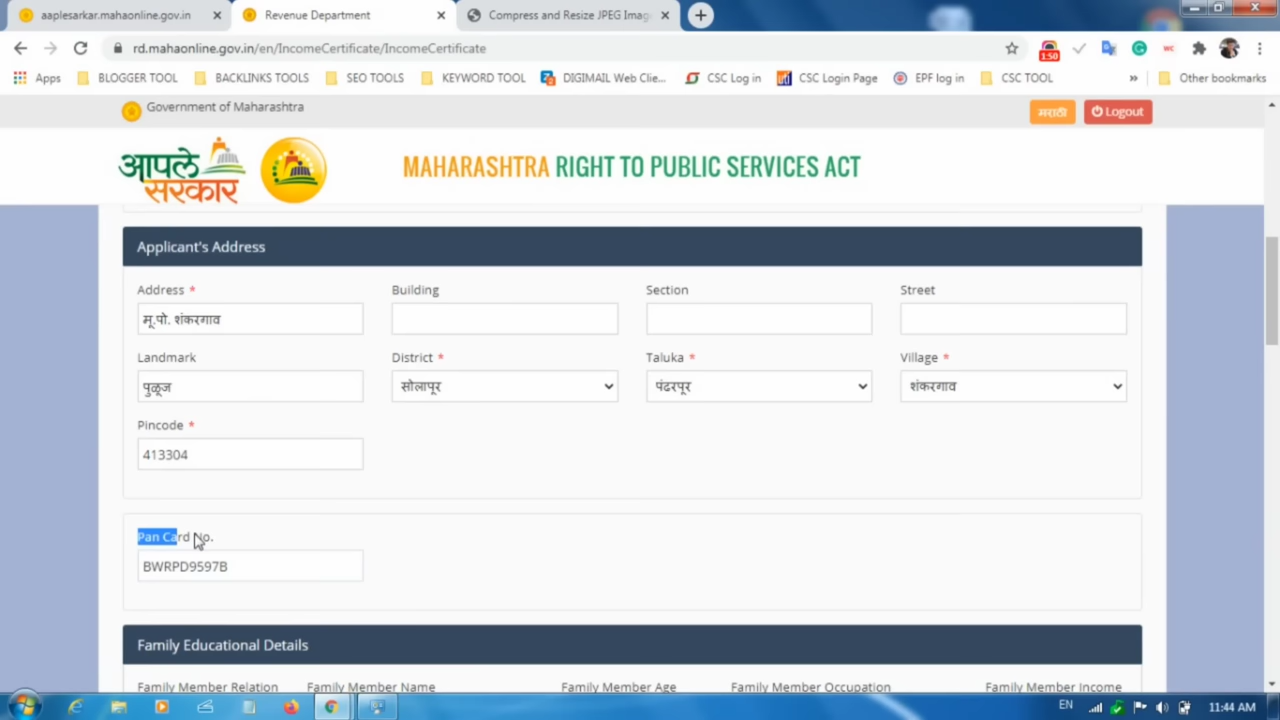 aaplesarkar.mahaonline.gov.in
Revenue Department
Compress and Resize JPEG Imag
rd.mahaonline.gov.in/en/IncomeCertificate/IncomeCertificate
1:50
WC
Apps BLOGGER TOOL BACKLINKS TOOLS SEO TOOLS KEYWORD TOOL DIGIMAIL Web Clie... CSC Log in CSC Login Page EPF log in CSC TOOL » Other bookmarks
Government of Maharashtra
मराठी
Logout
आपले
सरकार
MAHARASHTRA RIGHT TO PUBLIC SERVICES ACT
Applicant's Address
Address * Building Section Street
मू.पो. शंकरगाव
Landmark District * Taluka * Village *
पुळूज सोलापूर पंढरपूर शंकरगाव
Pincode *
413304
Pan Card No.
BWRPD9597B
Family Educational Details
Family Member Relation Family Member Name Family Member Age Family Member Occupation Family Member Income
EN 11:44 AM